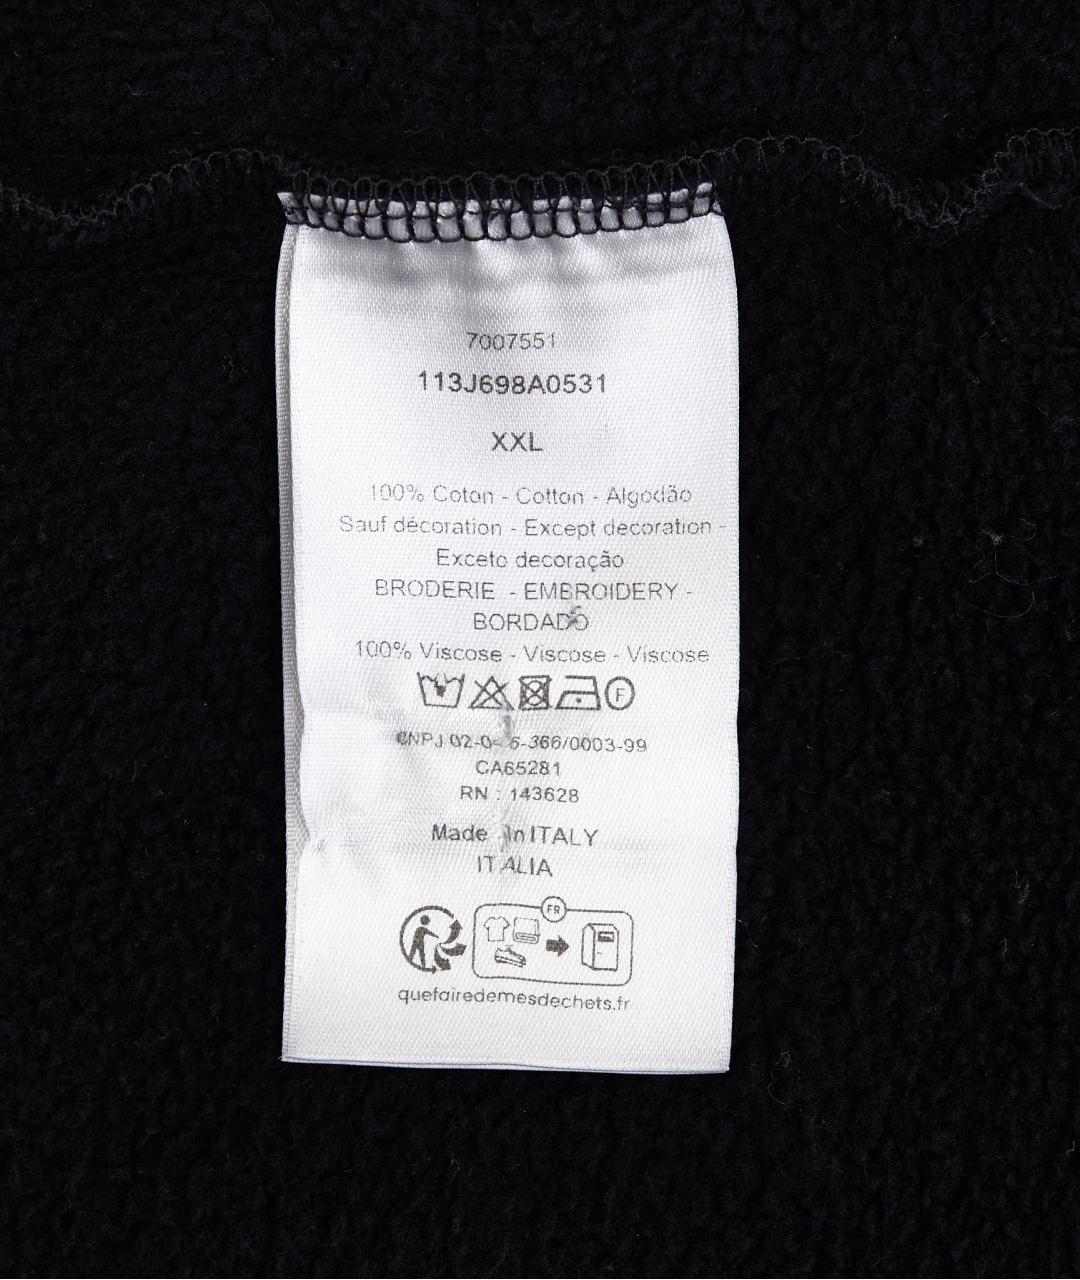 7007551
113J698A0531
XXL
100% Coton - Cotton - Algodão
Sauf décoration - Except decoration -
Exceto decoração
BRODERIE - EMBROIDERY -
BORDADO
100% Viscose - Viscose - Viscose
F
CNPJ
CA65281
RN : 143628
Made In ITALY
ITALIA
FR
quefairedemesdechets.fr